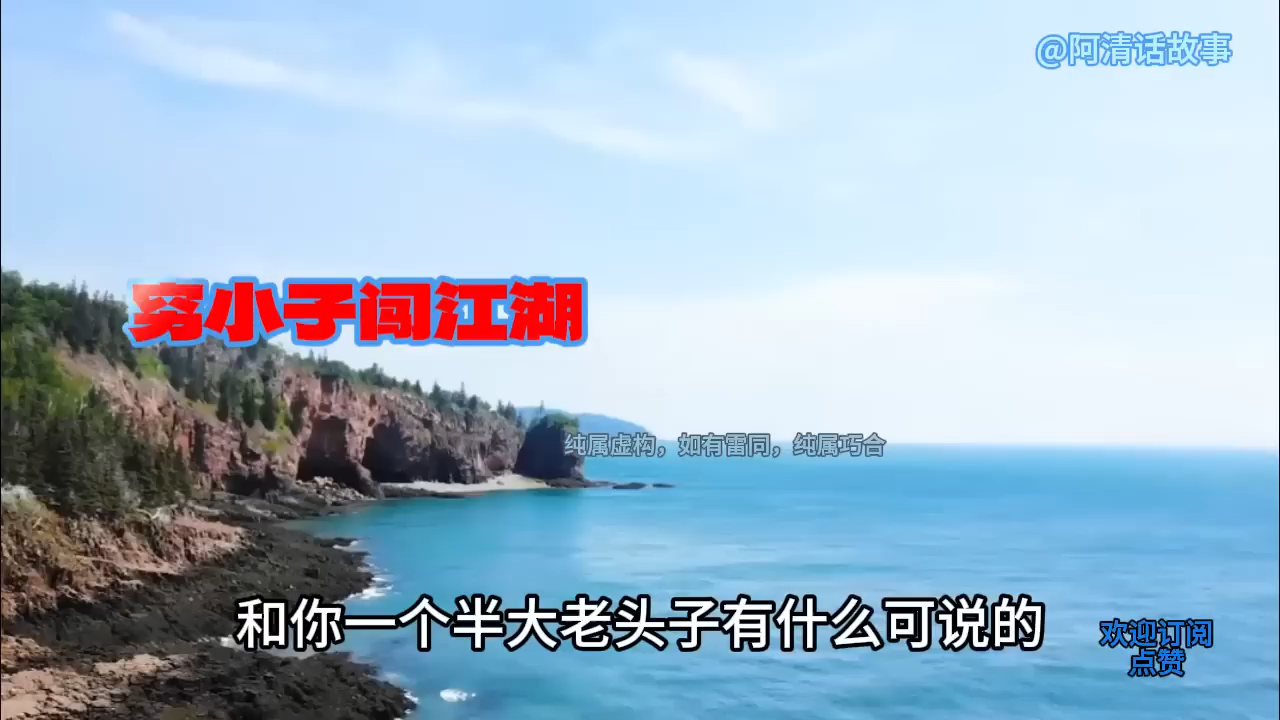 @阿清话故事
穷小子闯江湖
纯属虚构，如有雷同，纯属巧合
和你一个半大老头子有什么可说的
欢迎订阅
点赞